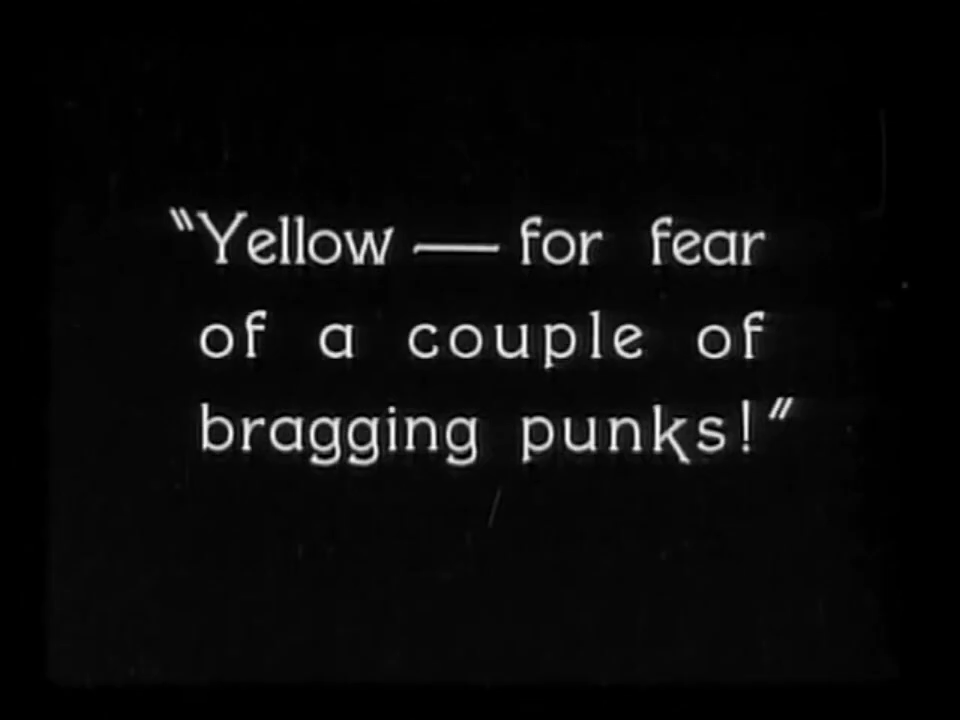 "Yellow — for fear
of a couple of
bragging punks!"